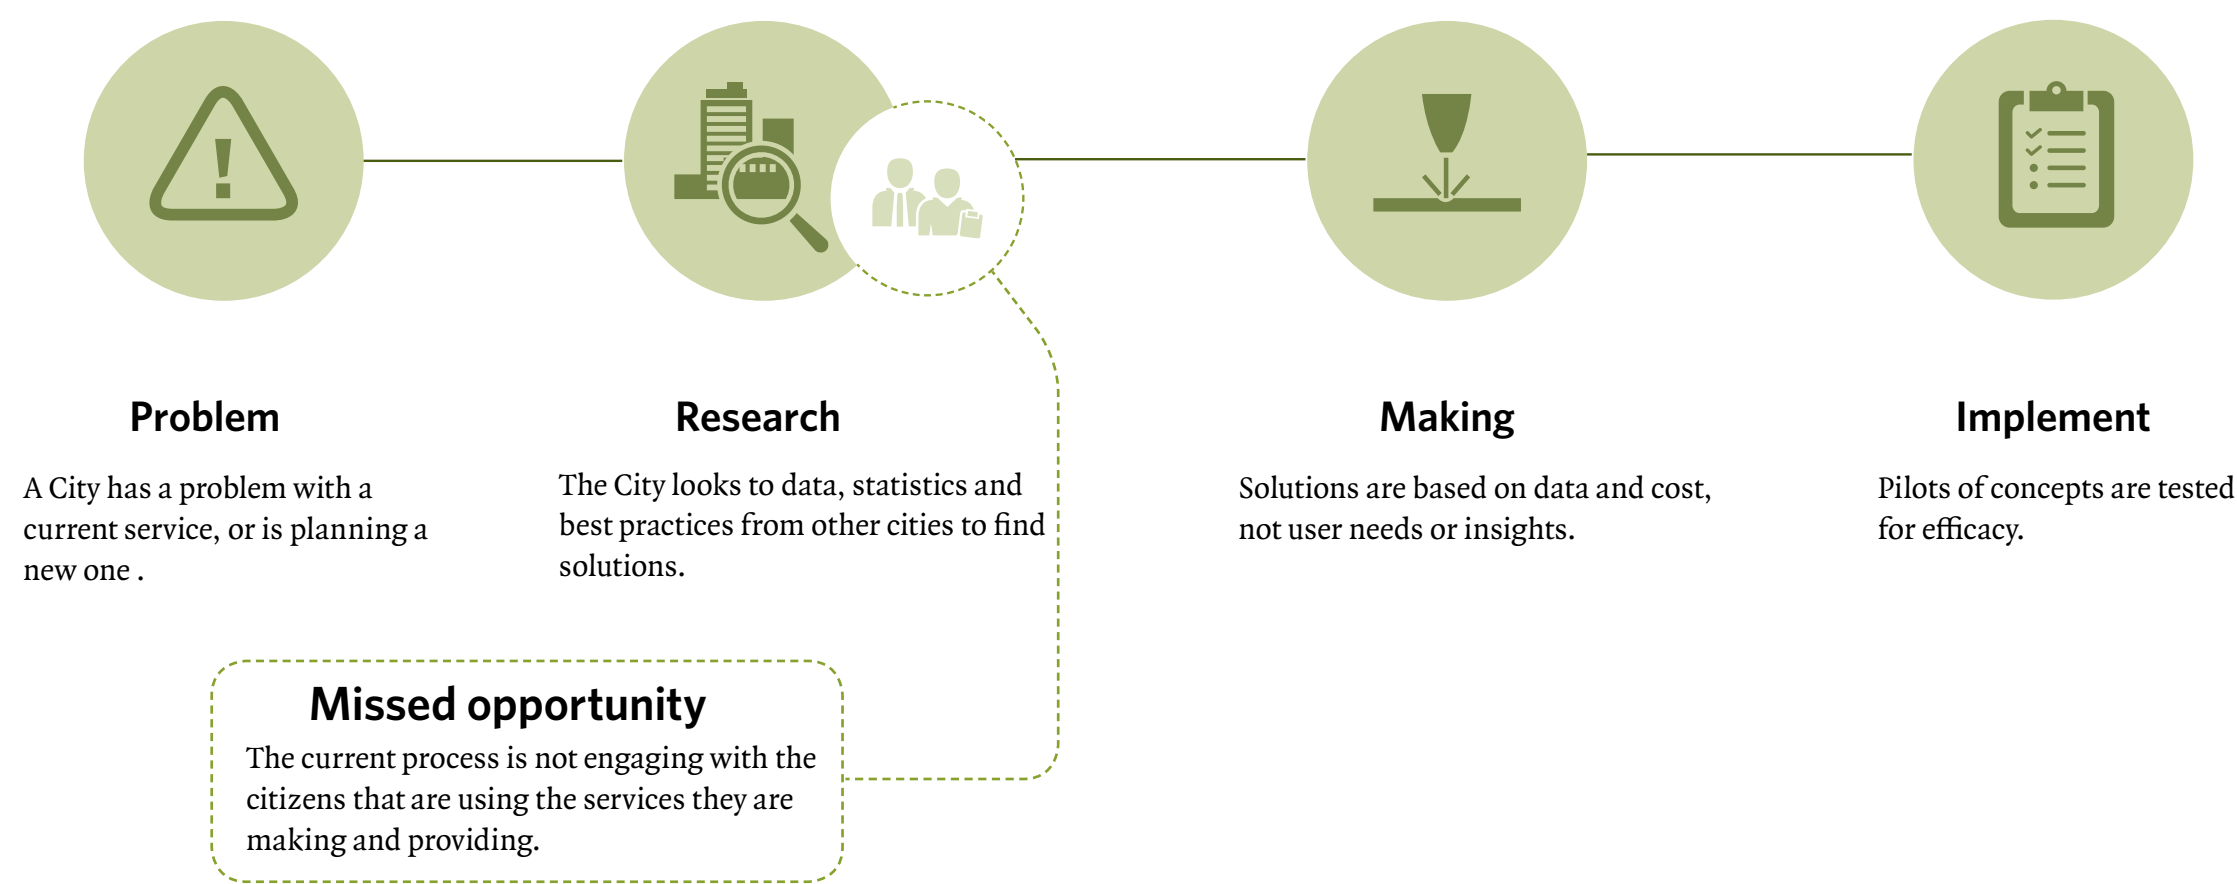 Problem
A City has a problem with a
current service, or is planning a
new one .
Research
The City looks to data, statistics and
best practices from other cities to find
solutions.
Making
Solutions are based on data and cost,
not user needs or insights.
Implement
Pilots of concepts are tested
for efficacy.
Missed opportunity
The current process is not engaging with the
citizens that are using the services they are
making and providing.